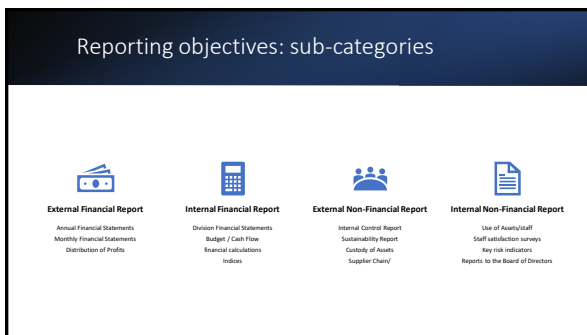 Reporting objectives: sub-categories
External Financial Report
Annual Financial Statements
Monthly Financial Statements
Distribution of Profits
Internal Financial Report
Division Financial Statements
Budget / Cash Flow
financial calculations
Indices
External Non-Financial Report
Internal Control Report
Sustainability Report
Custody of Assets
Supplier Chain/
Internal Non-Financial Report
Use of Assets/staff
Staff satisfaction surveys
Key risk indicators
Reports to the Board of Directors